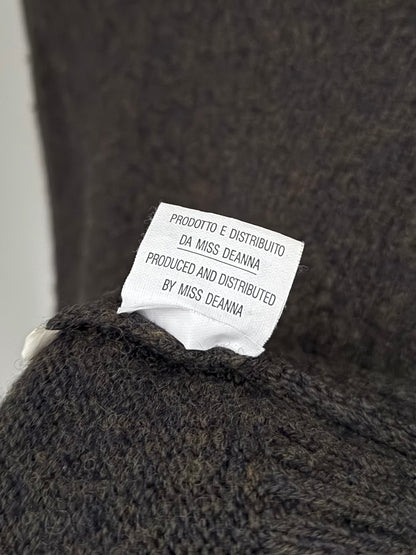 PRODOTTO E DISTRIBUITO
DA MISS DEANNA
PRODUCED AND DISTRIBUTED
BY MISS DEANNA